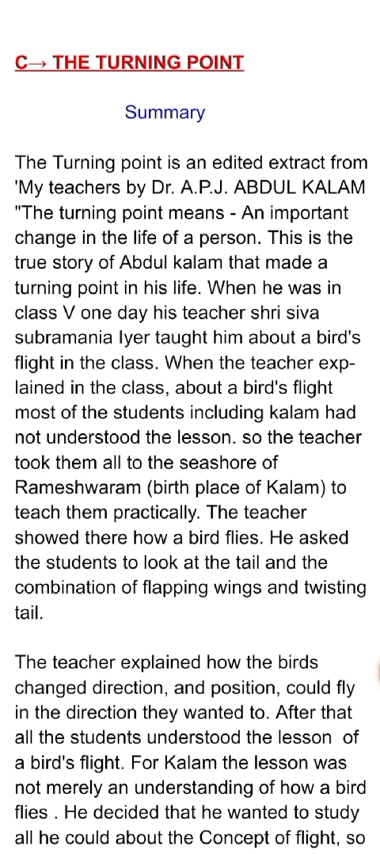 C→ THE TURNING POINT
Summary
The Turning point is an edited extract from
'My teachers by Dr. A.P.J. ABDUL KALAM
"The turning point means - An important
change in the life of a person. This is the
true story of Abdul kalam that made a
turning point in his life. When he was in
class V one day his teacher shri siva
subramania Iyer taught him about a bird's
flight in the class. When the teacher exp-
lained in the class, about a bird's flight
most of the students including kalam had
not understood the lesson. so the teacher
took them all to the seashore of
Rameshwaram (birth place of Kalam) to
teach them practically. The teacher
showed there how a bird flies. He asked
the students to look at the tail and the
combination of flapping wings and twisting
tail.
The teacher explained how the birds
changed direction, and position, could fly
in the direction they wanted to. After that
all the students understood the lesson of
a bird's flight. For Kalam the lesson was
not merely an understanding of how a bird
flies . He decided that he wanted to study
all he could about the Concept of flight, so